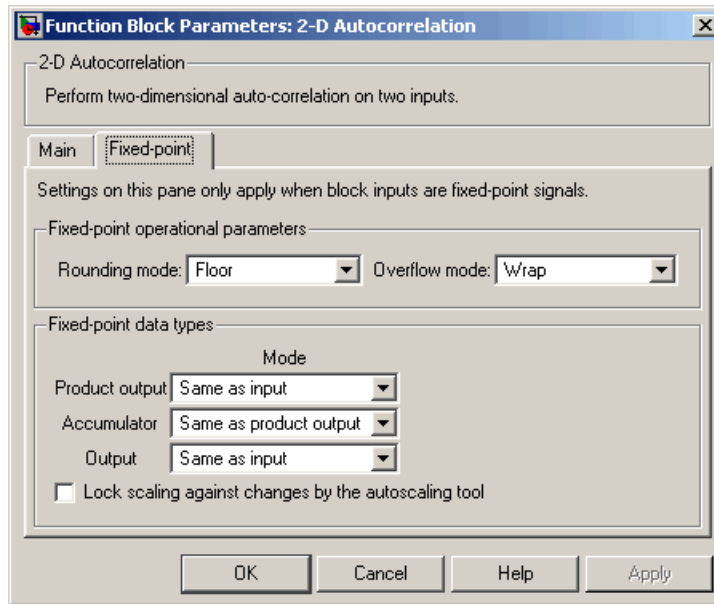 Function Block Parameters: 2-D Autocorrelation
2-D Autocorrelation
Perform two-dimensional auto-correlation on two inputs.
Main Fixed-point
Settings on this pane only apply when block inputs are fixed-point signals.
Fixed-point operational parameters
Rounding mode: Floor Overflow mode: Wrap
Fixed-point data types
Mode
Product output Same as input
Accumulator Same as product output
Output Same as input
Lock scaling against changes by the autoscaling tool
OK Cancel Help Apply